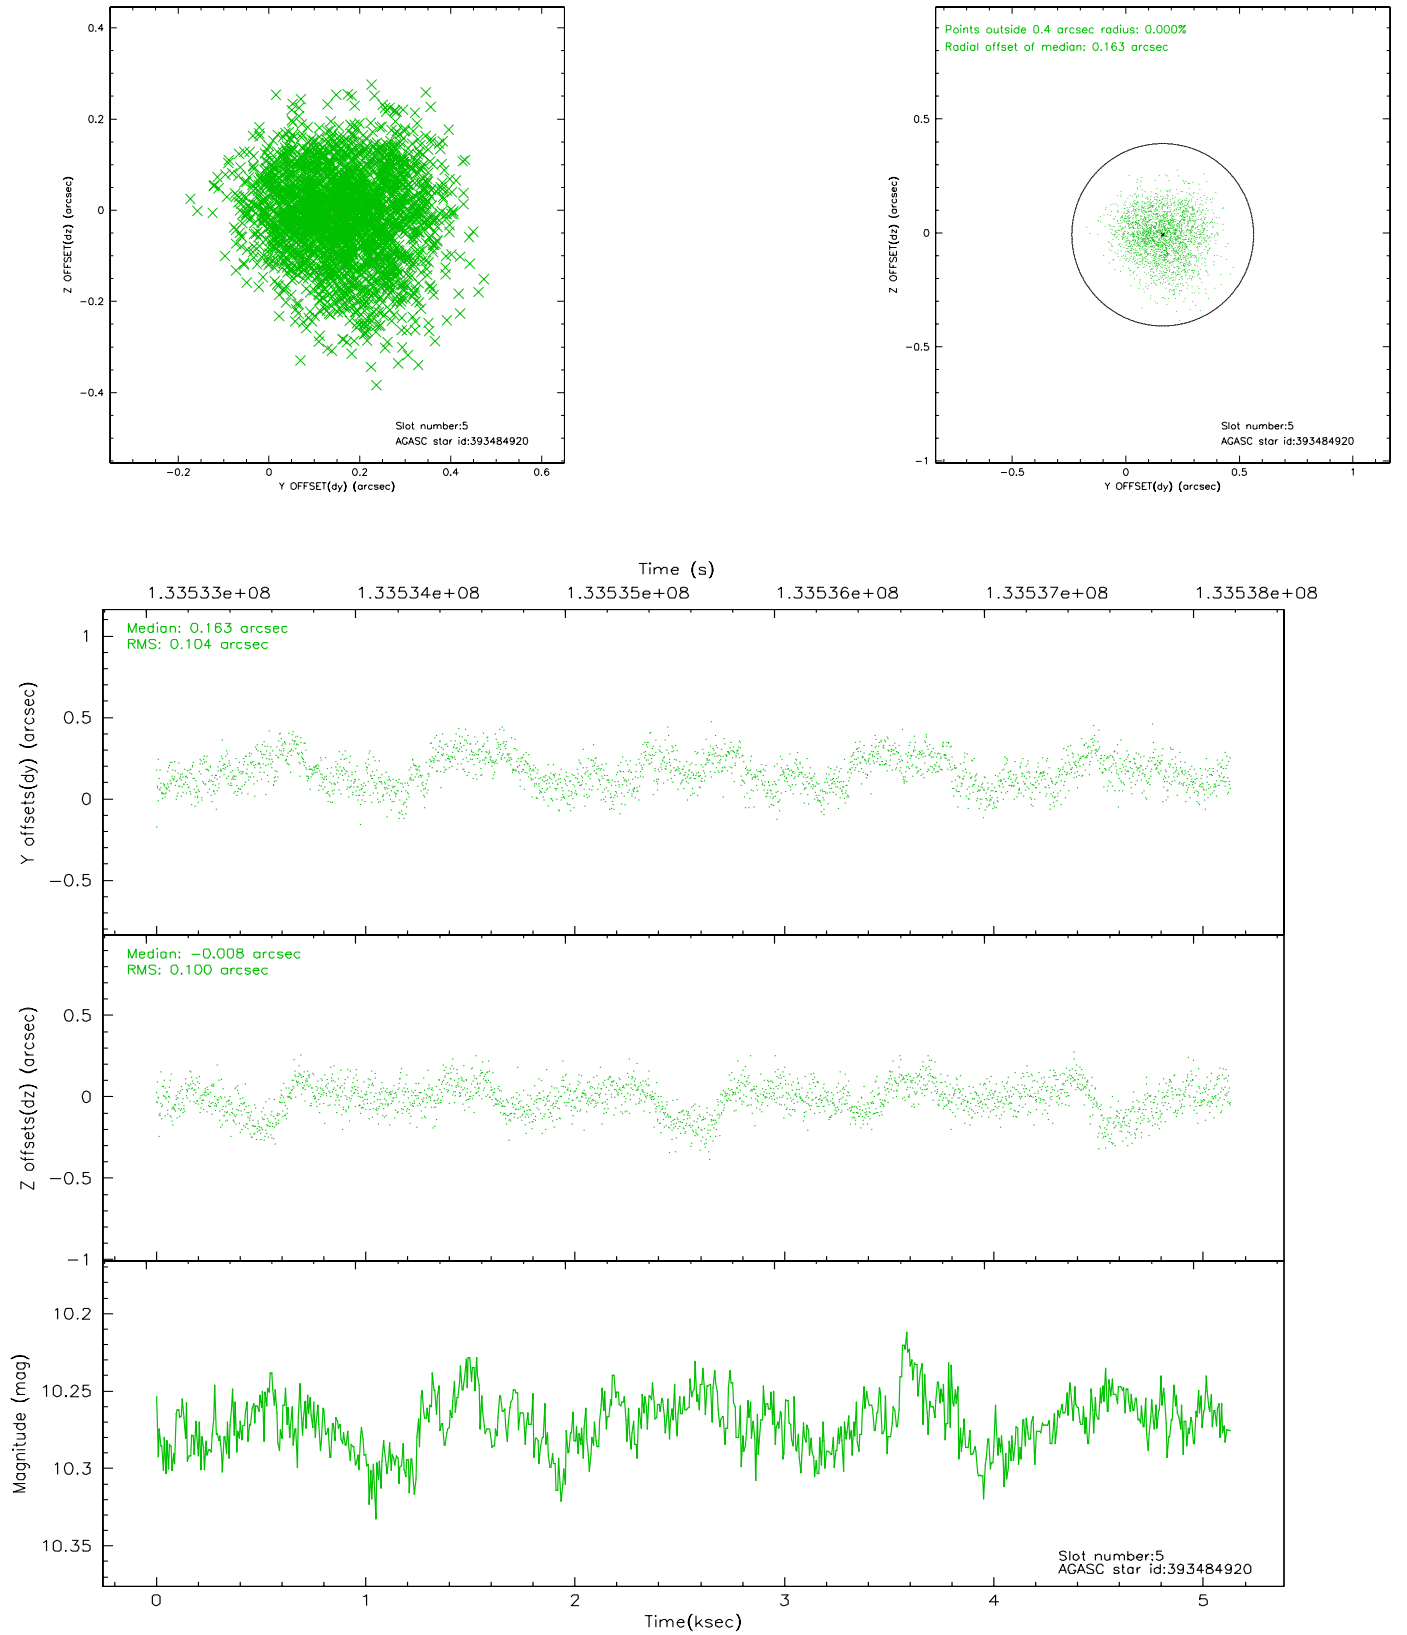 0.4
0.2
0
-0.2
-0.4
Z OFFSET(dz) (arcsec)
Slot number:5
AGASC star id:393484920
-0.2 0 0.2 0.4 0.6
Y OFFSET(dy) (arcsec)
Points outside 0.4 arcsec radius: 0.000%
Radial offset of median: 0.163 arcsec
0.5
0
-0.5
-1
Z OFFSET(dz) (arcsec)
Slot number:5
AGASC star id:393484920
-0.5 0 0.5 1
Y OFFSET(dy) (arcsec)
Time (s)
1.33533e+08 1.33534e+08 1.33535e+08 1.33536e+08 1.33537e+08 1.33538e+08
Median: 0.163 arcsec
RMS: 0.104 arcsec
1
0.5
0
-0.5
Y offsets(dy) (arcsec)
Median: -0.008 arcsec
RMS: 0.100 arcsec
0.5
0
-0.5
-1
Z offsets(dz) (arcsec)
10.2
10.25
10.3
10.35
Magnitude (mag)
Slot number:5
AGASC star id:393484920
0 1 2 3 4 5
Time(ksec)